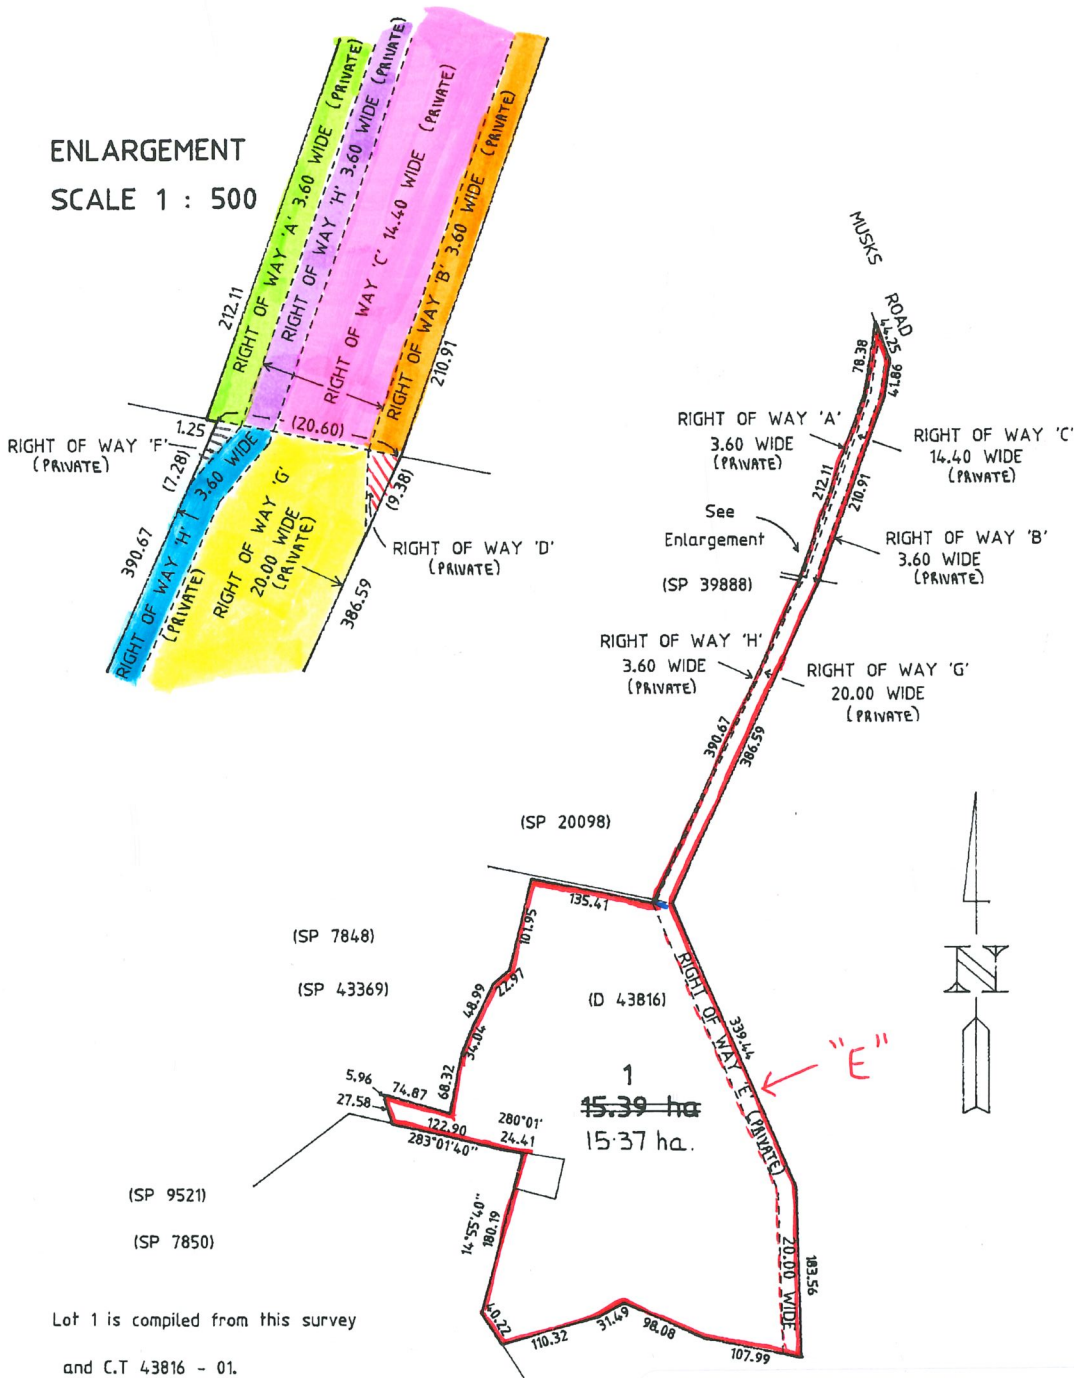 ENLARGEMENT
SCALE 1 : 500
RIGHT OF WAY 'A' 3.60 WIDE (PRIVATE)
RIGHT OF WAY 'H' 3.60 WIDE (PRIVATE)
RIGHT OF WAY 'C' 14.40 WIDE (PRIVATE)
RIGHT OF WAY 'B' 3.60 WIDE (PRIVATE)
212.11
210.91
1.25
(20.60)
RIGHT OF WAY 'F'
(PRIVATE)
(7.28)
3.60 WIDE
RIGHT OF WAY 'H'
(PRIVATE)
390.67
RIGHT OF WAY 'G'
20.00 WIDE
(PRIVATE)
(9.38)
RIGHT OF WAY 'D'
(PRIVATE)
386.59
MUSKS
ROAD
44.25
78.38
41.86
RIGHT OF WAY 'A'
3.60 WIDE
(PRIVATE)
RIGHT OF WAY 'C'
14.40 WIDE
(PRIVATE)
212.11
210.91
See
Enlargement
RIGHT OF WAY 'B'
3.60 WIDE
(PRIVATE)
(SP 39888)
RIGHT OF WAY 'H'
3.60 WIDE
(PRIVATE)
RIGHT OF WAY 'G'
20.00 WIDE
(PRIVATE)
390.67
386.59
(SP 20098)
135.41
101.95
(SP 7848)
(SP 43369)
22.97
48.99
34.04
68.32
(D 43816)
RIGHT OF WAY 'E' (PRIVATE)
339.44
"E"
1
15.39 ha
15.37 ha.
5.96
74.87
27.58
122.90
283°01'40"
280°01'
24.41
(SP 9521)
(SP 7850)
14°55'40"
180.19
20.00 WIDE
183.56
40.22
110.32
31.49
98.08
107.99
N
Lot 1 is compiled from this survey
and C.T 43816 - 01.